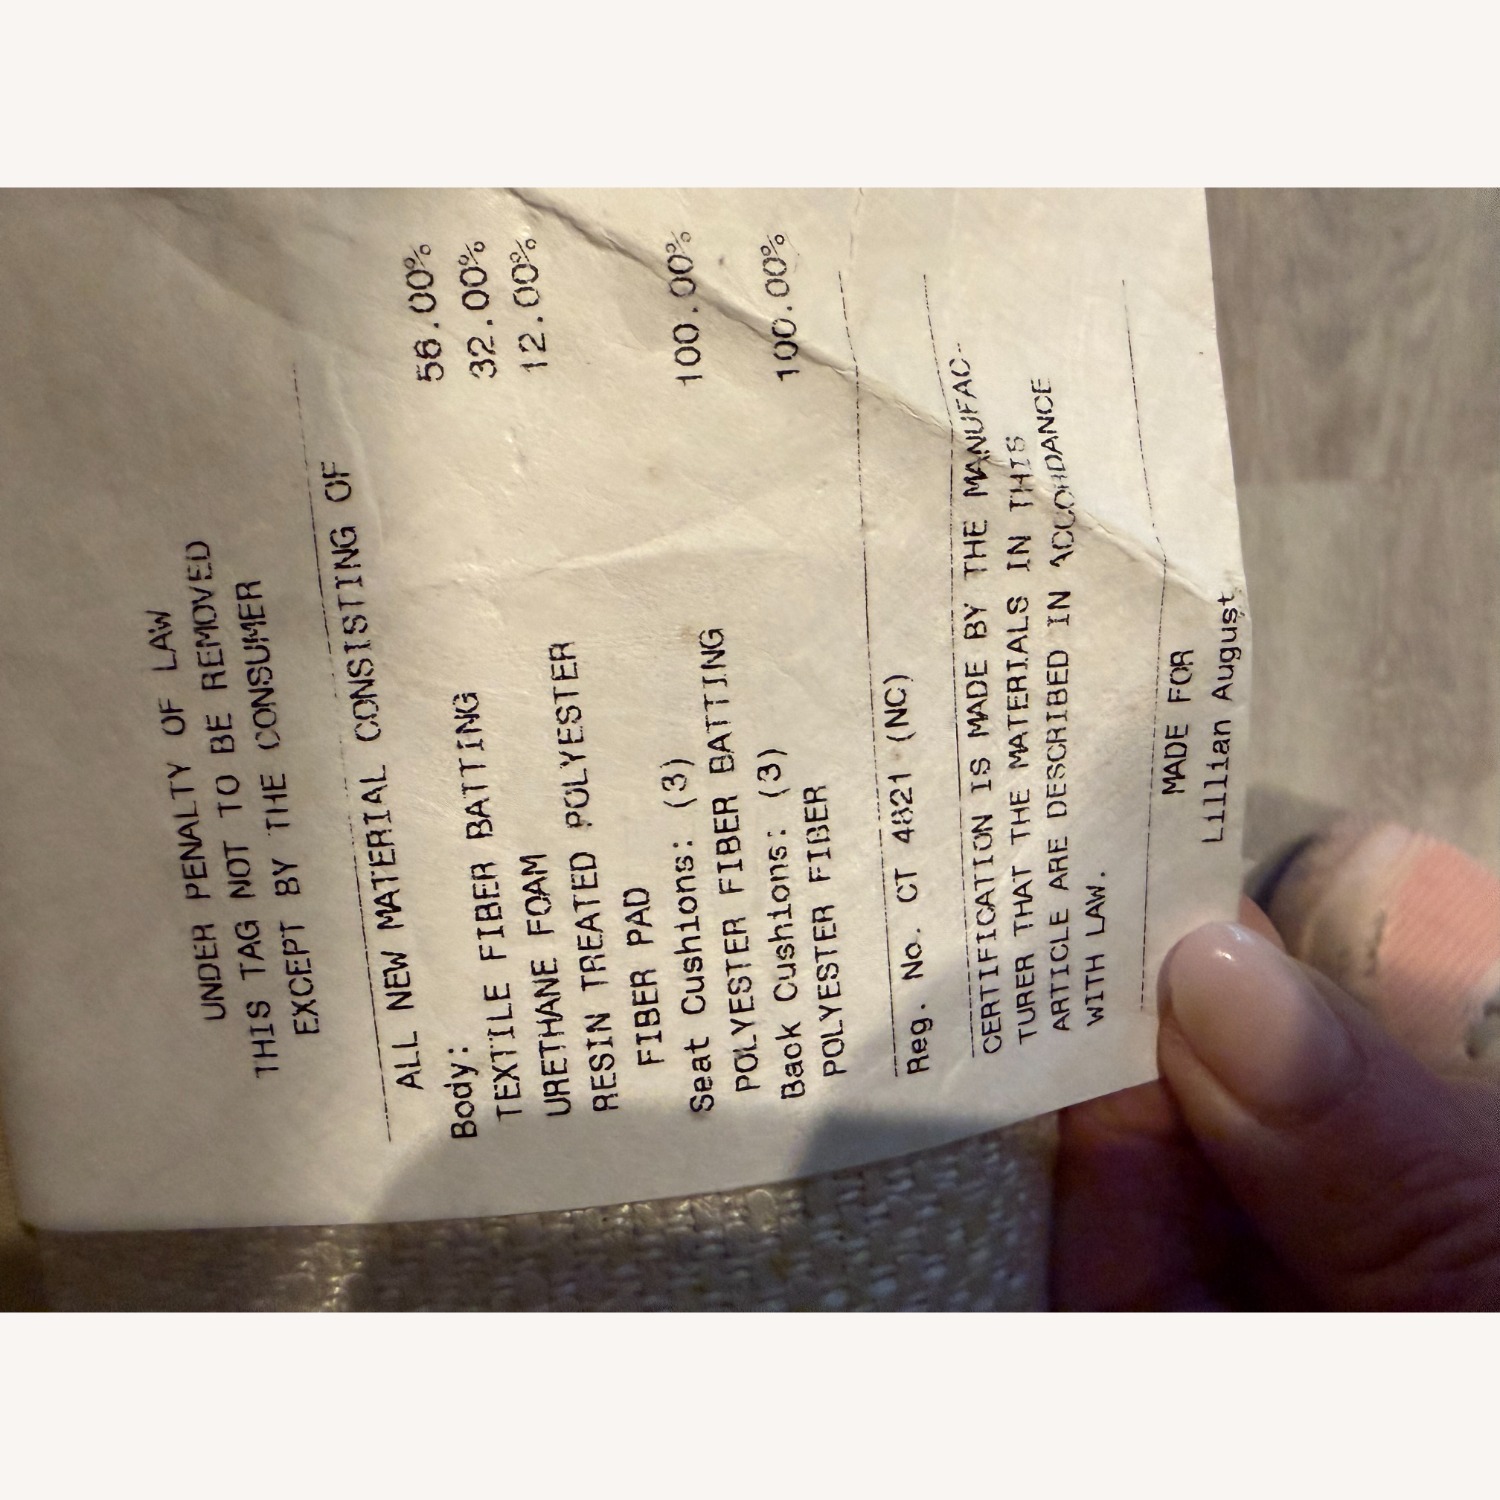 UNDER PENALTY OF LAW
THIS TAG NOT TO BE REMOVED
EXCEPT BY THE CONSUMER
ALL NEW MATERIAL CONSISTING OF
Body:
TEXTILE FIBER BATTING 56.00%
URETHANE FOAM 32.00%
RESIN TREATED POLYESTER 12.00%
FIBER PAD
Seat Cushions: (3)
POLYESTER FIBER BATTING 100.00%
Back Cushions: (3)
POLYESTER FIBER 100.00%
Reg. No. CT 4821 (NC)
CERTIFICATION IS MADE BY THE MANUFAC-
TURER THAT THE MATERIALS IN THIS
ARTICLE ARE DESCRIBED IN ACCORDANCE
WITH LAW.
MADE FOR
Lillian August